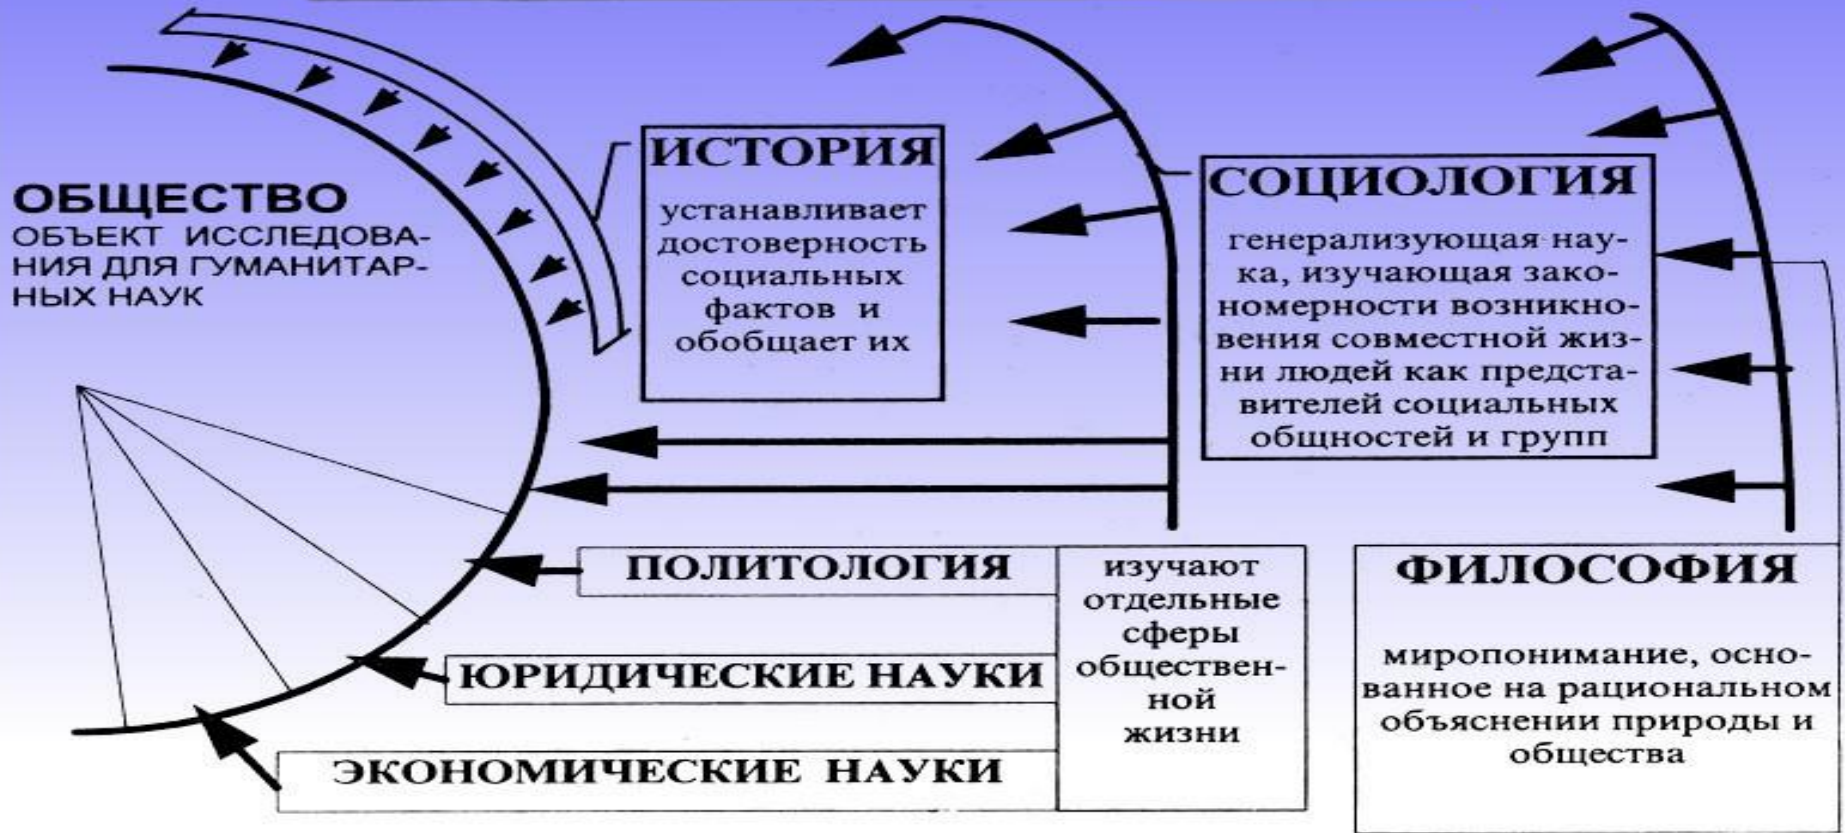 ОБЩЕСТВО
ОБЪЕКТ ИССЛЕДОВА-
НИЯ ДЛЯ ГУМАНИТАР-
НЫХ НАУК
ИСТОРИЯ
устанавливает
достоверность
социальных
фактов и
обобщает их
СОЦИОЛОГИЯ
генерализующая нау-
ка, изучающая зако-
номерности возникно-
вения совместной жиз-
ни людей как предста-
вителей социальных
общностей и групп
ПОЛИТОЛОГИЯ
ЮРИДИЧЕСКИЕ НАУКИ
ЭКОНОМИЧЕСКИЕ НАУКИ
изучают
отдельные
сферы
обществен-
ной
жизни
ФИЛОСОФИЯ
миропонимание, осно-
ванное на рациональном
объяснении природы и
общества